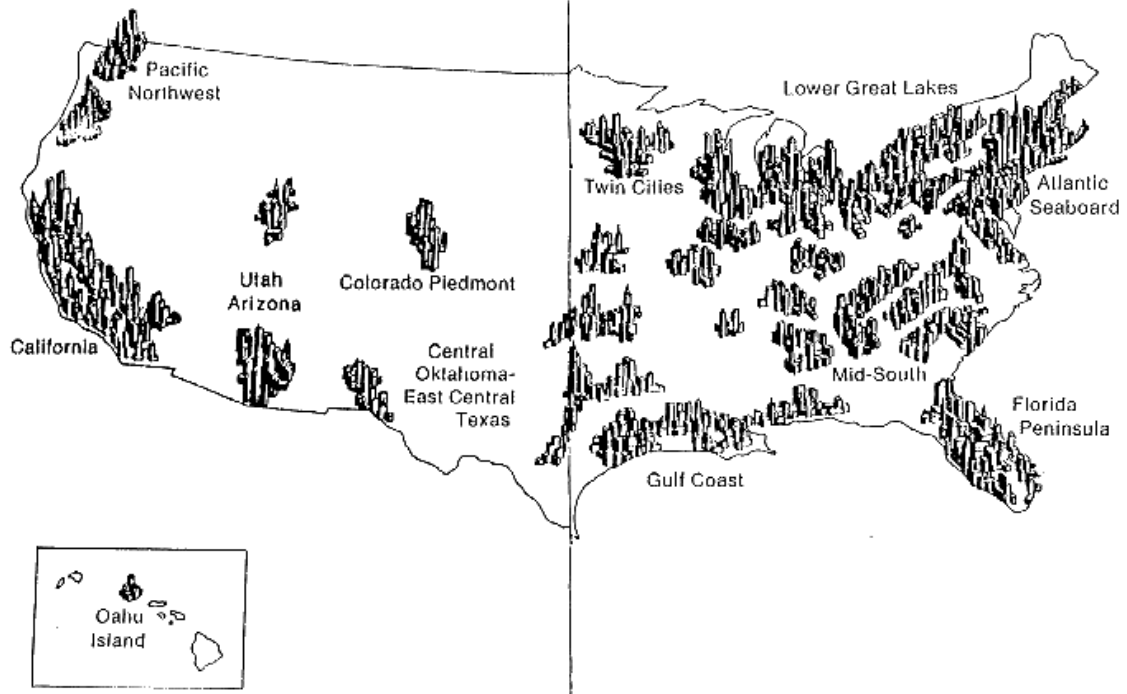 Pacific
Northwest
Lower Great Lakes
Twin Cities
Atlantic
Seaboard
Utah
Arizona
Colorado Piedmont
California
Central
Oklahoma-
East Central
Texas
Mid-South
Florida
Peninsula
Gulf Coast
Oahu
Island